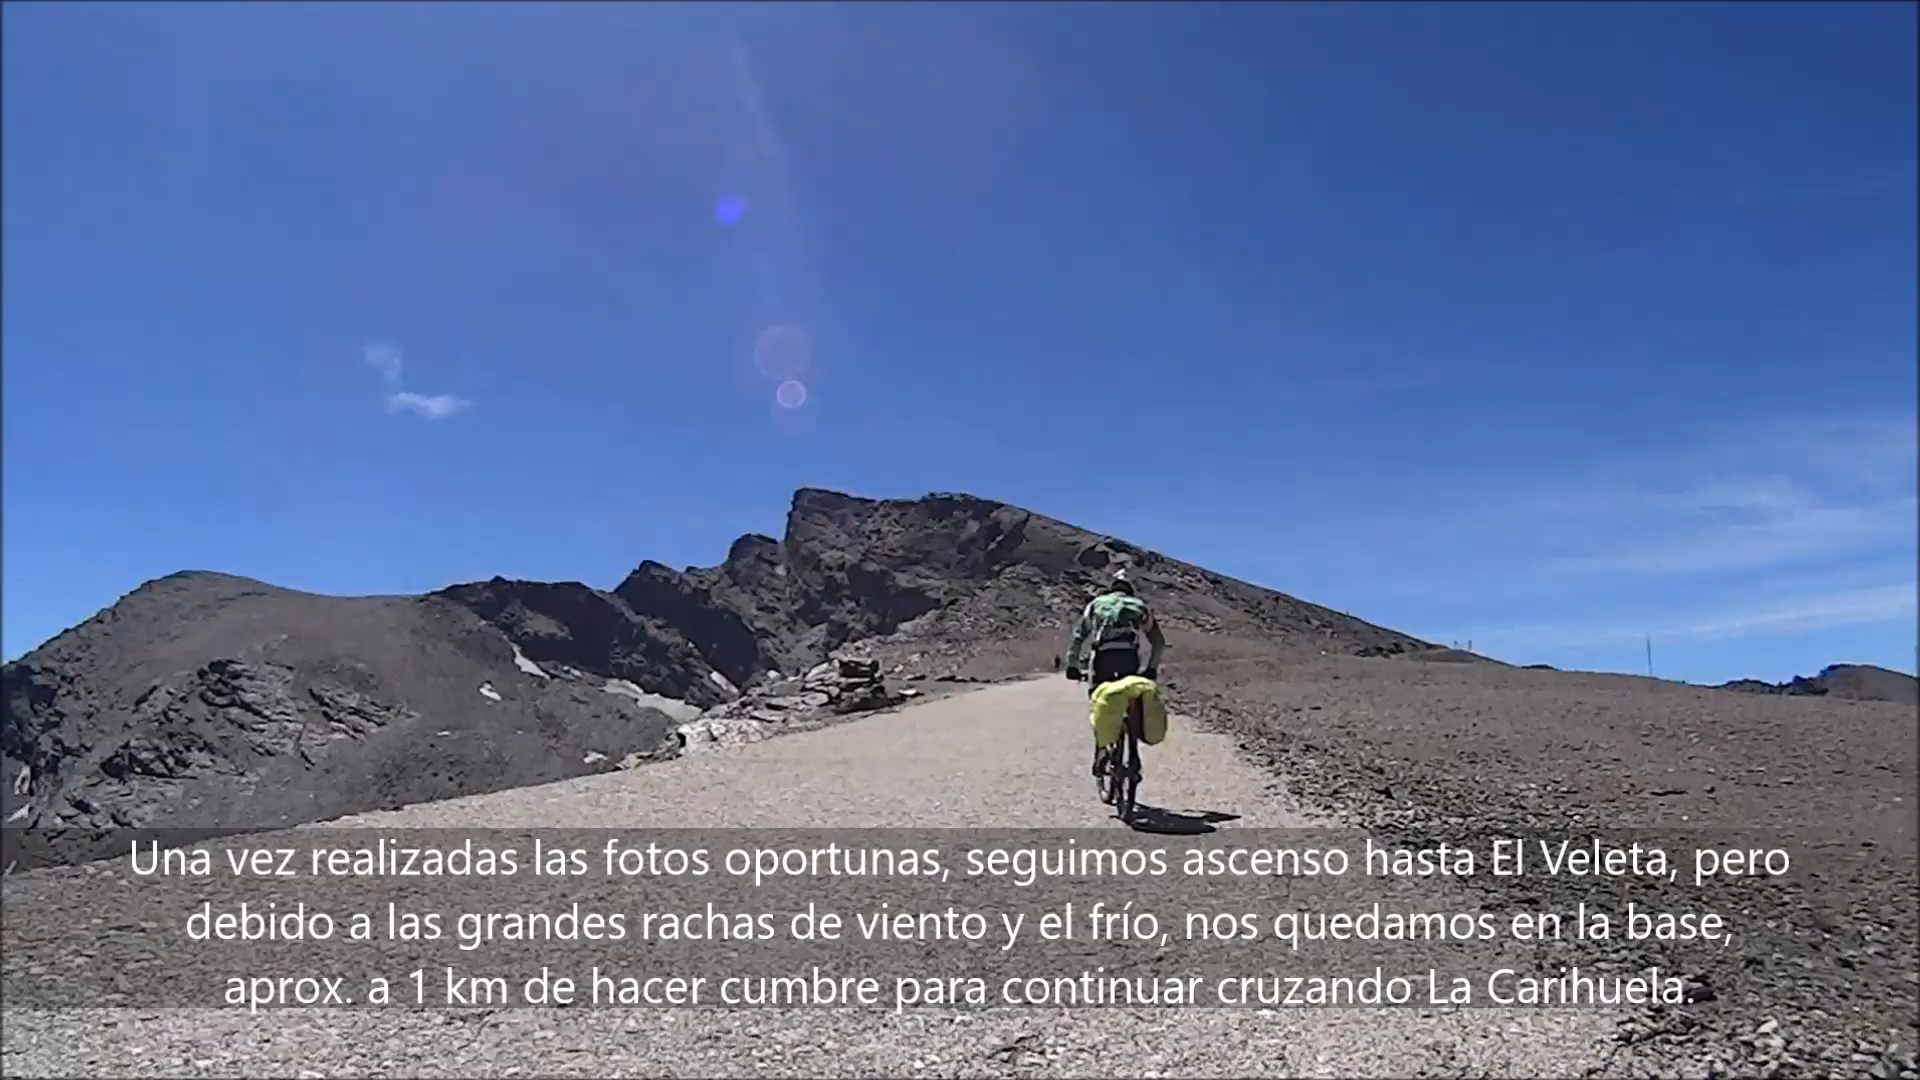 Una vez realizadas las fotos oportunas, seguimos ascenso hasta El Veleta, pero
debido a las grandes rachas de viento y el frío, nos quedamos en la base,
aprox. a 1 km de hacer cumbre para continuar cruzando La Carihuela.